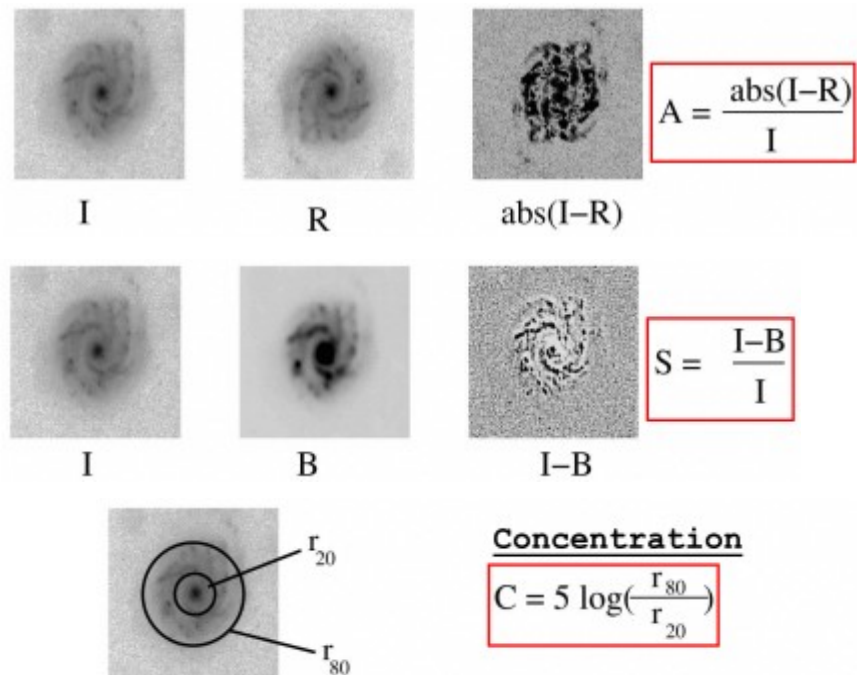 I R abs(I−R)
A = abs(I−R) / I
I B I−B
S = I−B / I
r20
r80
Concentration
C = 5 log(r80 / r20)